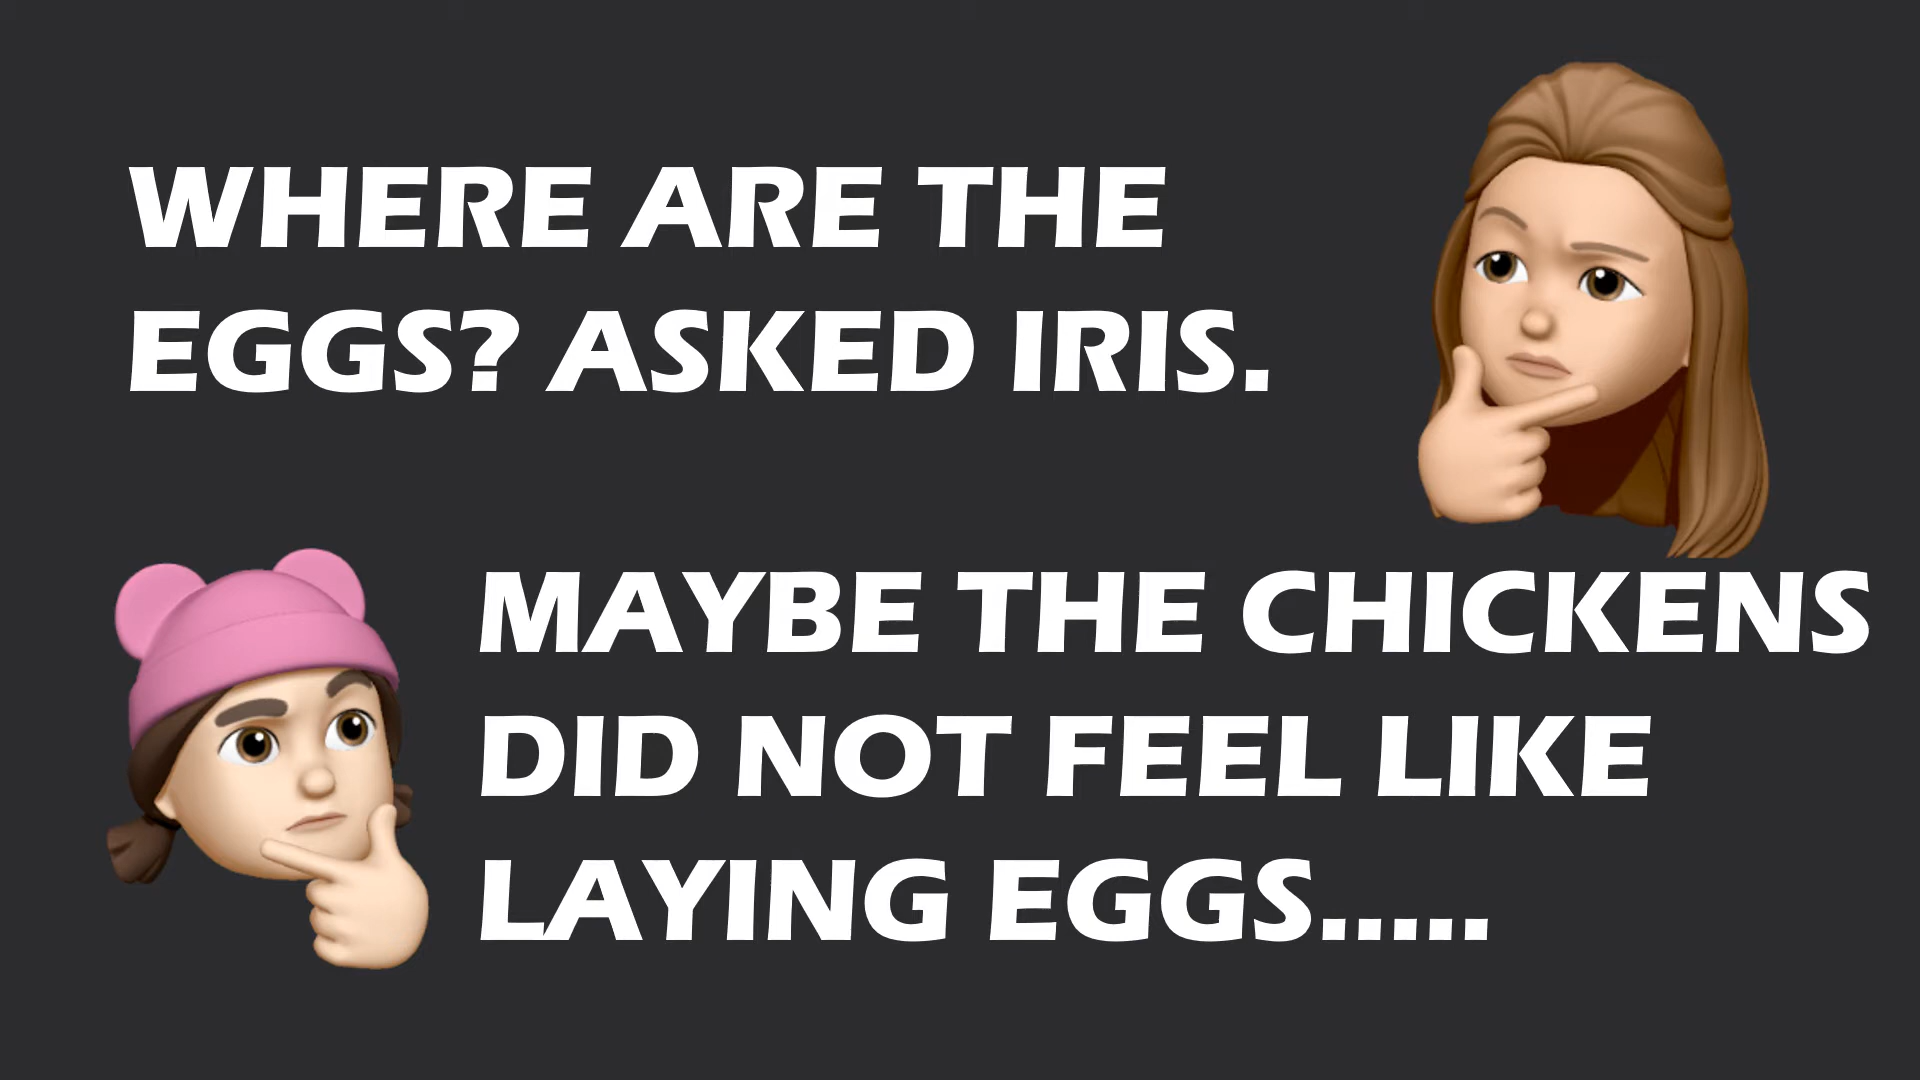 WHERE ARE THE
EGGS? ASKED IRIS.
MAYBE THE CHICKENS
DID NOT FEEL LIKE
LAYING EGGS.....